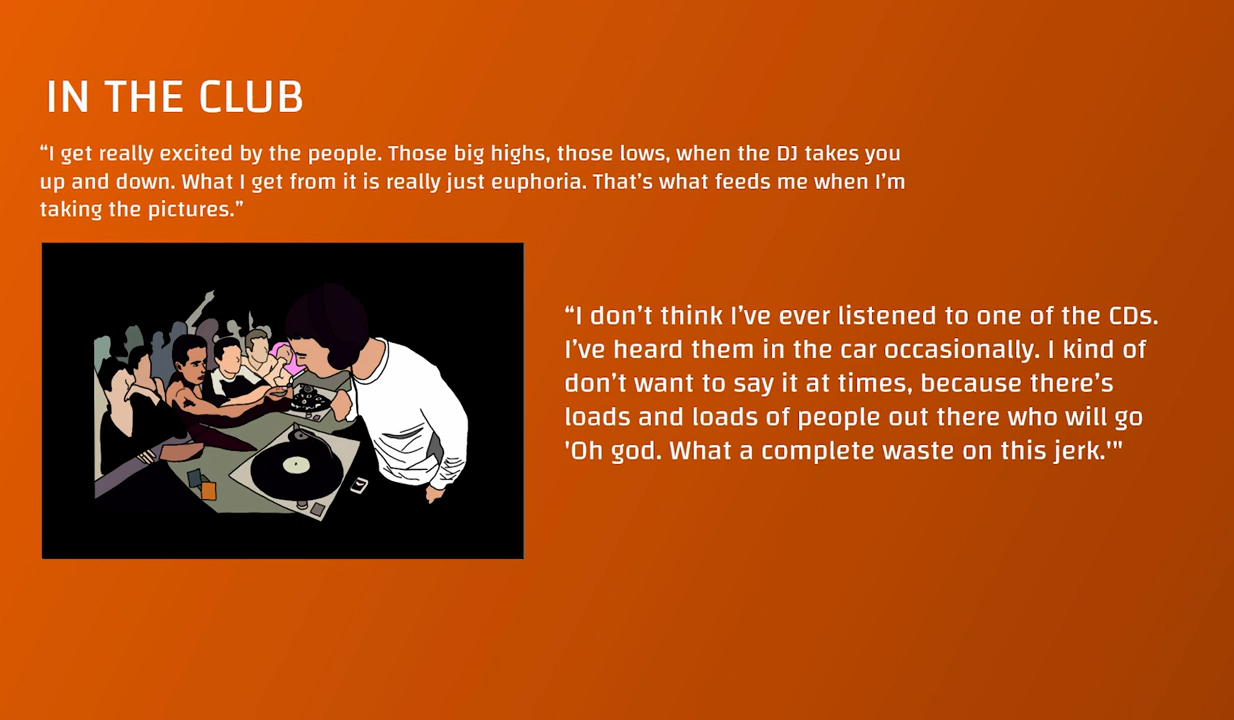 IN THE CLUB
“I get really excited by the people. Those big highs, those lows, when the DJ takes you
up and down. What I get from it is really just euphoria. That’s what feeds me when I’m
taking the pictures.”
“I don’t think I’ve ever listened to one of the CDs.
I’ve heard them in the car occasionally. I kind of
don’t want to say it at times, because there’s
loads and loads of people out there who will go
'Oh god. What a complete waste on this jerk.'"